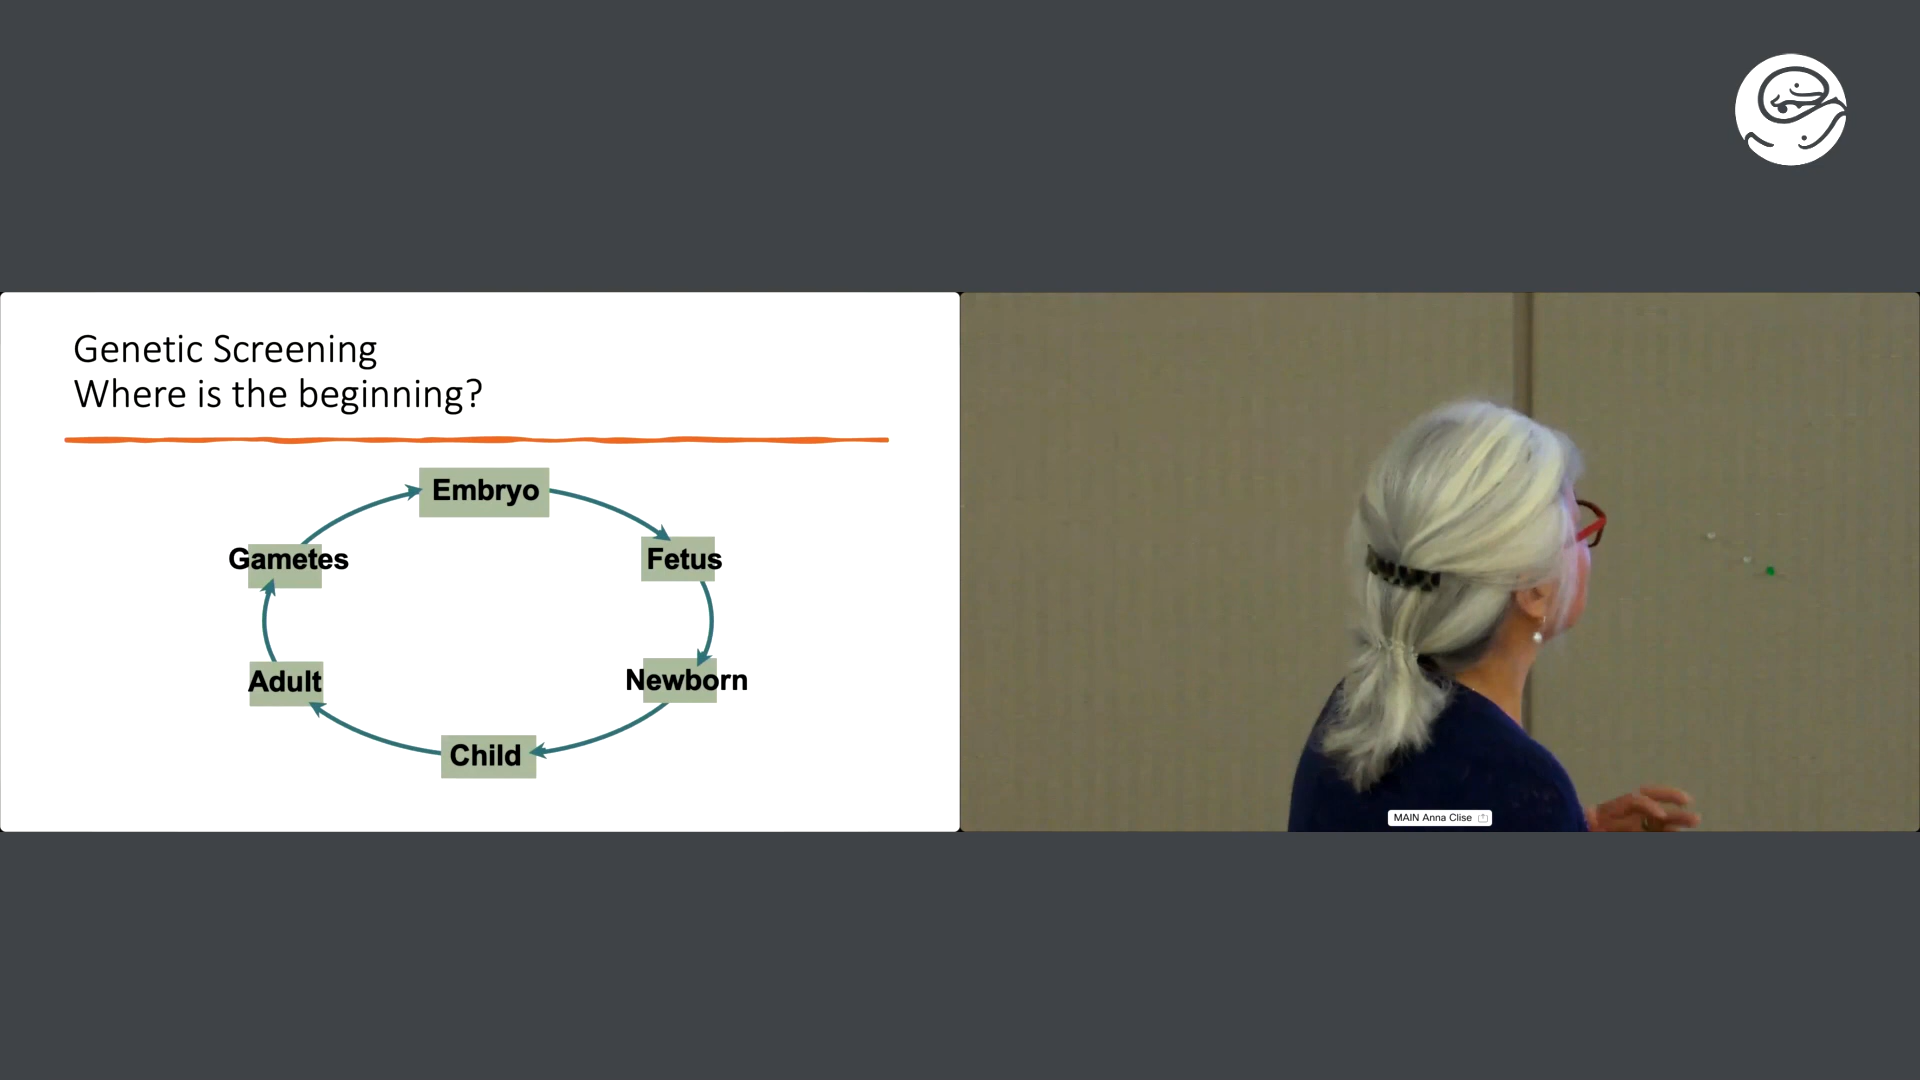 Genetic Screening
Where is the beginning?
Embryo
Gametes
Fetus
Adult
Newborn
Child
MAIN Anna Clise